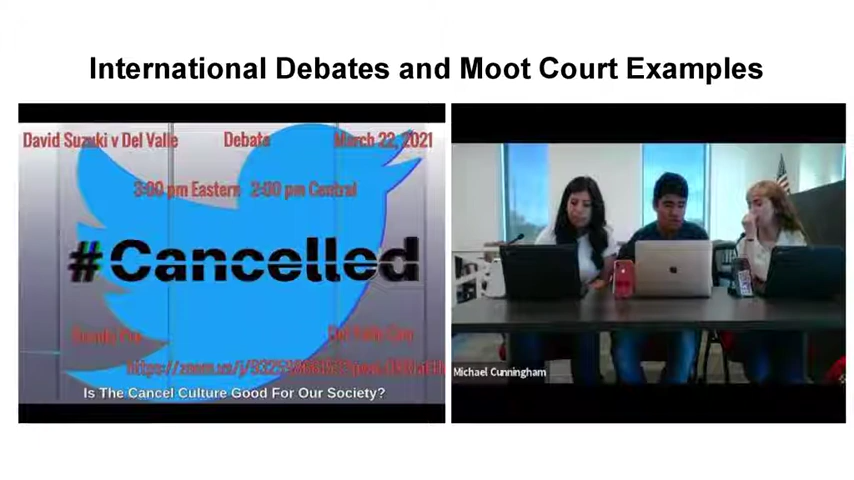 International Debates and Moot Court Examples
David Suzuki v Del Valle Debate March 22, 2021
3:00 pm Eastern 2:00 pm Central
#Cancelled
Del Valle Con
Is The Cancel Culture Good For Our Society?
Michael Cunningham